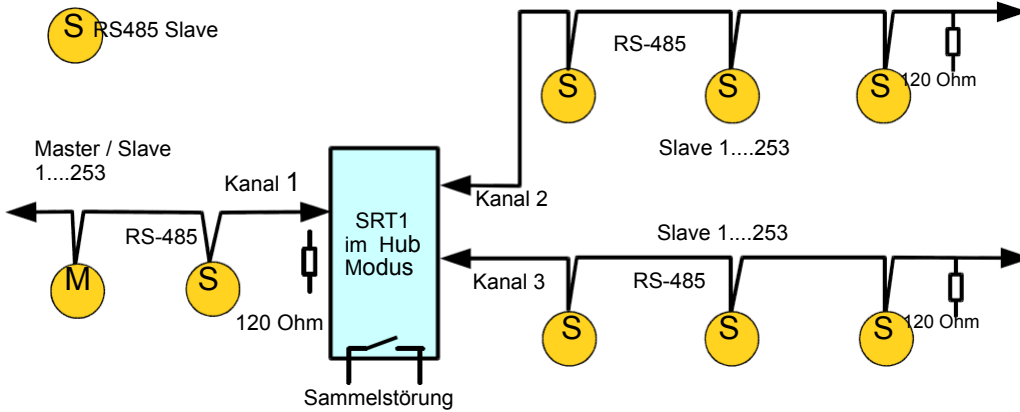 S RS485 Slave
Master / Slave
1....253
Kanal 1
RS-485
M
S
120 Ohm
SRT1
im Hub
Modus
Sammelstörung
Kanal 2
RS-485
S
S
S
120 Ohm
Slave 1....253
Slave 1....253
Kanal 3
RS-485
S
S
S
120 Ohm